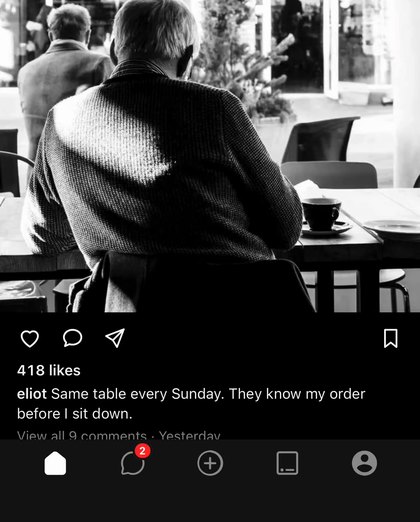 418 likes
eliot Same table every Sunday. They know my order
before I sit down.
View all 9 comments · Yesterday
2